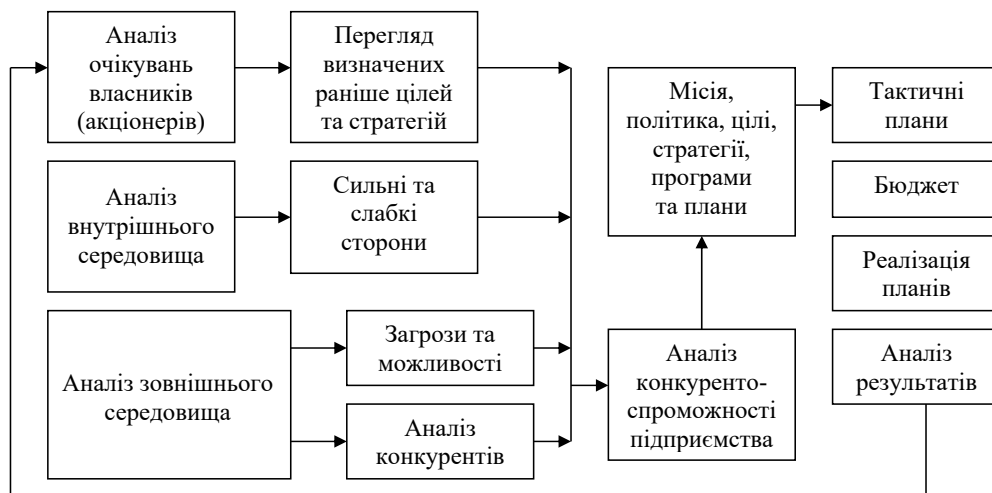 Аналіз
очікувань
власників
(акціонерів)
Перегляд
визначених
раніше цілей
та стратегій
Місія,
політика, цілі,
стратегії,
програми
та плани
Тактичні
плани
Аналіз
внутрішнього
середовища
Сильні та
слабкі
сторони
Бюджет
Реалізація
планів
Аналіз зовнішнього
середовища
Загрози та
можливості
Аналіз
конкурентів
Аналіз
конкуренто-
спроможності
підприємства
Аналіз
результатів